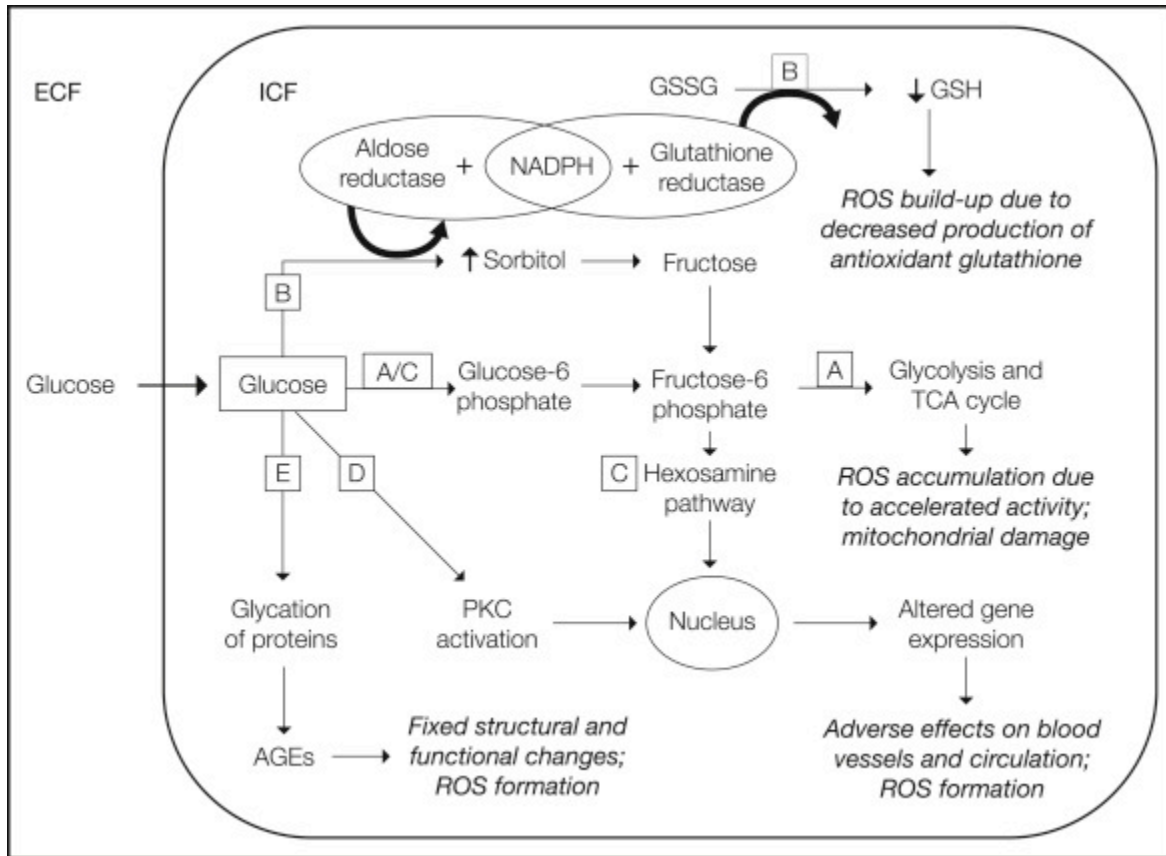 ECF
ICF
GSSG
B
GSH
Aldose
reductase
+
NADPH
+
Glutathione
reductase
ROS build-up due to
decreased production of
antioxidant glutathione
B
Sorbitol
Fructose
Glucose
Glucose
A/C
Glucose-6
phosphate
Fructose-6
phosphate
A
Glycolysis and
TCA cycle
E
D
C
Hexosamine
pathway
ROS accumulation due
to accelerated activity;
mitochondrial damage
Glycation
of proteins
PKC
activation
Nucleus
Altered gene
expression
AGEs
Fixed structural and
functional changes;
ROS formation
Adverse effects on blood
vessels and circulation;
ROS formation